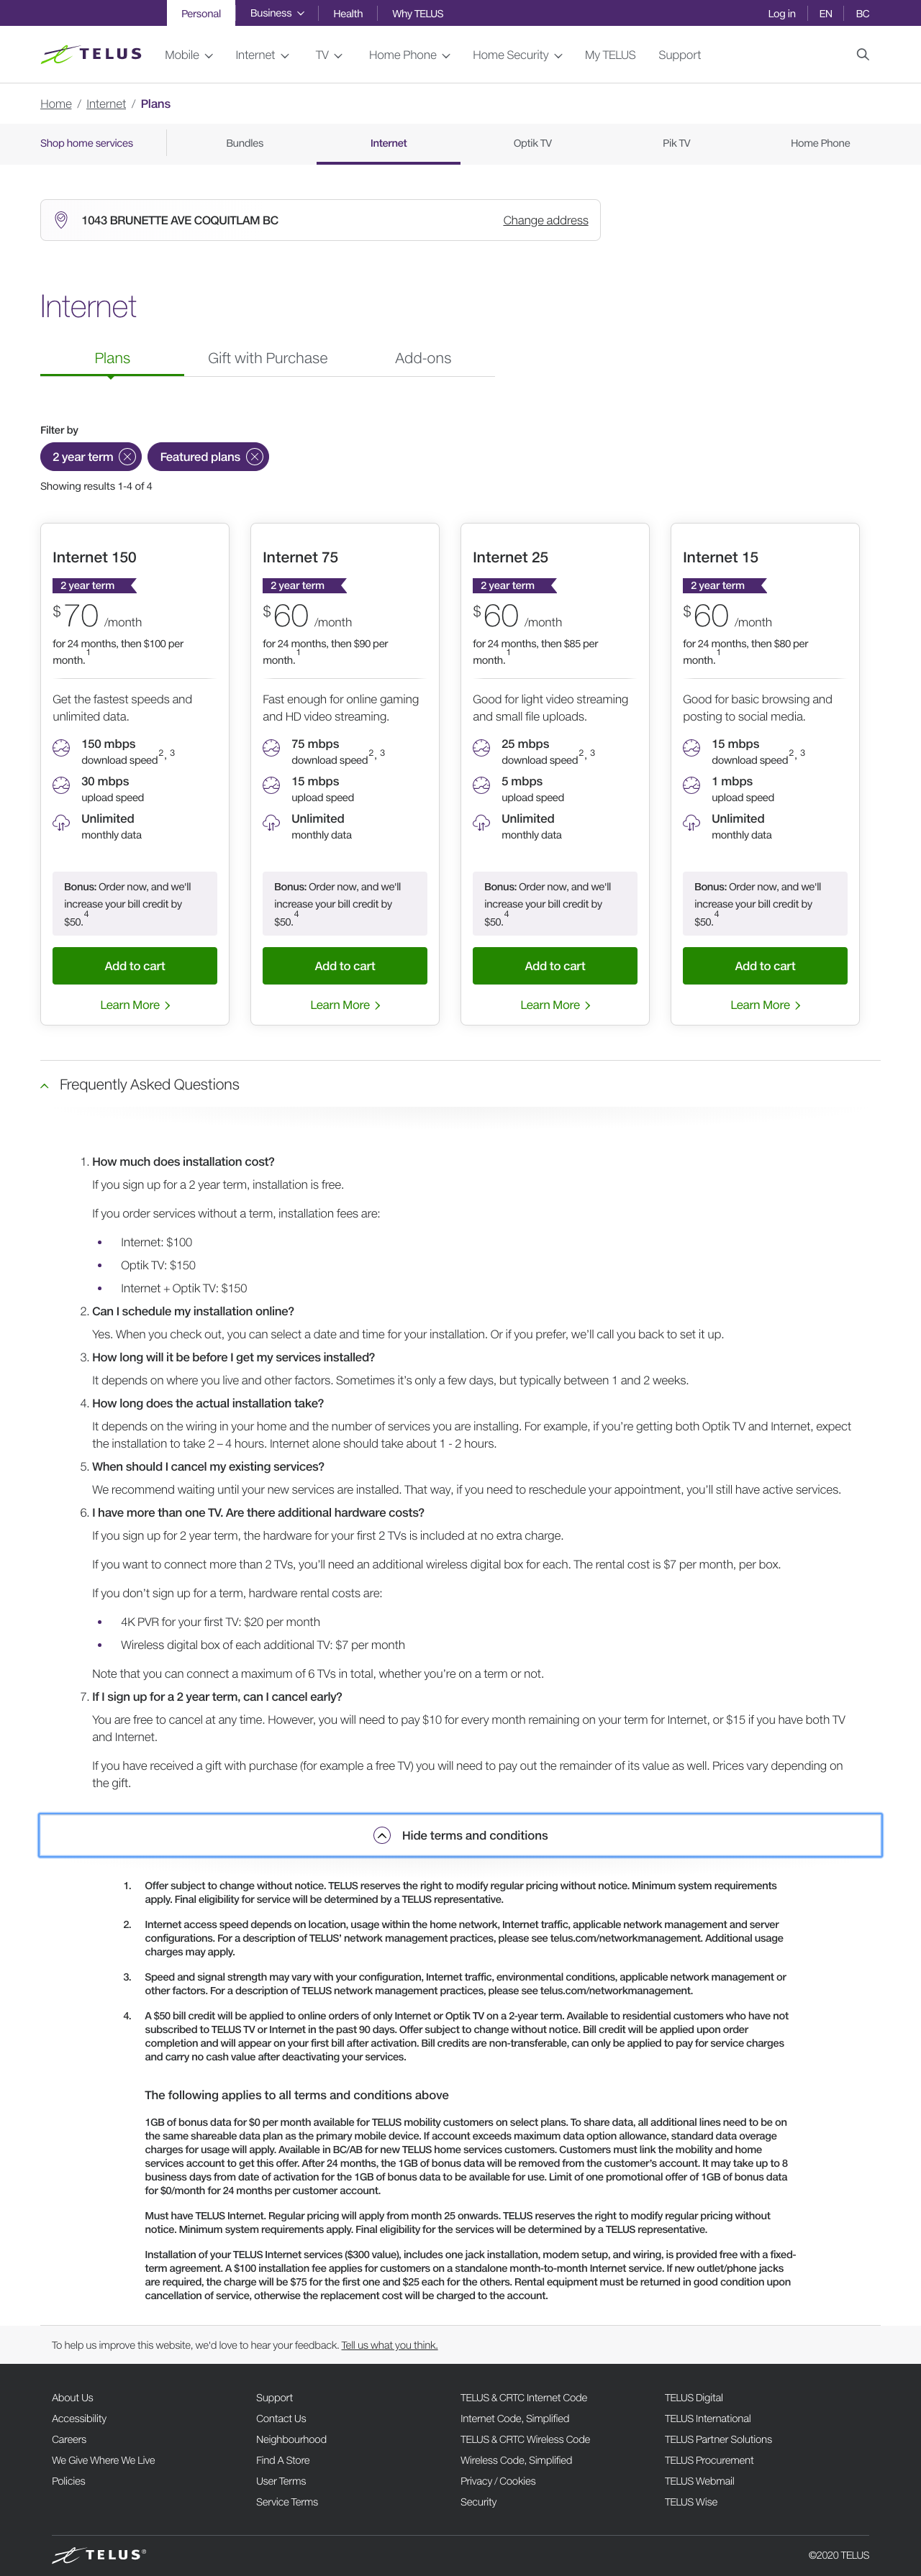 Personal Business Health Why TELUS Log in EN BC
TELUS Mobile Internet TV Home Phone Home Security My TELUS Support
Home / Internet / Plans
Shop home services Bundles Internet Optik TV Pik TV Home Phone
1043 BRUNETTE AVE COQUITLAM BC Change address
Internet
Plans Gift with Purchase Add-ons
Filter by
2 year term Featured plans
Showing results 1-4 of 4
Internet 150
2 year term
$70 /month
for 24 months, then $100 per
month.1
Get the fastest speeds and
unlimited data.
150 mbps
download speed2, 3
30 mbps
upload speed
Unlimited
monthly data
Bonus: Order now, and we'll
increase your bill credit by
$50.4
Add to cart
Learn More
Internet 75
2 year term
$60 /month
for 24 months, then $90 per
month.1
Fast enough for online gaming
and HD video streaming.
75 mbps
download speed2, 3
15 mbps
upload speed
Unlimited
monthly data
Bonus: Order now, and we'll
increase your bill credit by
$50.4
Add to cart
Learn More
Internet 25
2 year term
$60 /month
for 24 months, then $85 per
month.1
Good for light video streaming
and small file uploads.
25 mbps
download speed2, 3
5 mbps
upload speed
Unlimited
monthly data
Bonus: Order now, and we'll
increase your bill credit by
$50.4
Add to cart
Learn More
Internet 15
2 year term
$60 /month
for 24 months, then $80 per
month.1
Good for basic browsing and
posting to social media.
15 mbps
download speed2, 3
1 mbps
upload speed
Unlimited
monthly data
Bonus: Order now, and we'll
increase your bill credit by
$50.4
Add to cart
Learn More
Frequently Asked Questions
1. How much does installation cost?
If you sign up for a 2 year term, installation is free.
If you order services without a term, installation fees are:
• Internet: $100
• Optik TV: $150
• Internet + Optik TV: $150
2. Can I schedule my installation online?
Yes. When you check out, you can select a date and time for your installation. Or if you prefer, we'll call you back to set it up.
3. How long will it be before I get my services installed?
It depends on where you live and other factors. Sometimes it's only a few days, but typically between 1 and 2 weeks.
4. How long does the actual installation take?
It depends on the wiring in your home and the number of services you are installing. For example, if you're getting both Optik TV and Internet, expect
the installation to take 2 – 4 hours. Internet alone should take about 1 - 2 hours.
5. When should I cancel my existing services?
We recommend waiting until your new services are installed. That way, if you need to reschedule your appointment, you'll still have active services.
6. I have more than one TV. Are there additional hardware costs?
If you sign up for 2 year term, the hardware for your first 2 TVs is included at no extra charge.
If you want to connect more than 2 TVs, you'll need an additional wireless digital box for each. The rental cost is $7 per month, per box.
If you don't sign up for a term, hardware rental costs are:
• 4K PVR for your first TV: $20 per month
• Wireless digital box of each additional TV: $7 per month
Note that you can connect a maximum of 6 TVs in total, whether you're on a term or not.
7. If I sign up for a 2 year term, can I cancel early?
You are free to cancel at any time. However, you will need to pay $10 for every month remaining on your term for Internet, or $15 if you have both TV
and Internet.
If you have received a gift with purchase (for example a free TV) you will need to pay out the remainder of its value as well. Prices vary depending on
the gift.
Hide terms and conditions
1. Offer subject to change without notice. TELUS reserves the right to modify regular pricing without notice. Minimum system requirements
apply. Final eligibility for service will be determined by a TELUS representative.
2. Internet access speed depends on location, usage within the home network, Internet traffic, applicable network management and server
configurations. For a description of TELUS' network management practices, please see telus.com/networkmanagement. Additional usage
charges may apply.
3. Speed and signal strength may vary with your configuration, Internet traffic, environmental conditions, applicable network management or
other factors. For a description of TELUS network management practices, please see telus.com/networkmanagement.
4. A $50 bill credit will be applied to online orders of only Internet or Optik TV on a 2-year term. Available to residential customers who have not
subscribed to TELUS TV or Internet in the past 90 days. Offer subject to change without notice. Bill credit will be applied upon order
completion and will appear on your first bill after activation. Bill credits are non-transferable, can only be applied to pay for service charges
and carry no cash value after deactivating your services.
The following applies to all terms and conditions above
1GB of bonus data for $0 per month available for TELUS mobility customers on select plans. To share data, all additional lines need to be on
the same shareable data plan as the primary mobile device. If account exceeds maximum data option allowance, standard data overage
charges for usage will apply. Available in BC/AB for new TELUS home services customers. Customers must link the mobility and home
services account to get this offer. After 24 months, the 1GB of bonus data will be removed from the customer's account. It may take up to 8
business days from date of activation for the 1GB of bonus data to be available for use. Limit of one promotional offer of 1GB of bonus data
for $0/month for 24 months per customer account.
Must have TELUS Internet. Regular pricing will apply from month 25 onwards. TELUS reserves the right to modify regular pricing without
notice. Minimum system requirements apply. Final eligibility for the services will be determined by a TELUS representative.
Installation of your TELUS Internet services ($300 value), includes one jack installation, modem setup, and wiring, is provided free with a fixed-
term agreement. A $100 installation fee applies for customers on a standalone month-to-month Internet service. If new outlet/phone jacks
are required, the charge will be $75 for the first one and $25 each for the others. Rental equipment must be returned in good condition upon
cancellation of service, otherwise the replacement cost will be charged to the account.
To help us improve this website, we'd love to hear your feedback. Tell us what you think.
About Us
Accessibility
Careers
We Give Where We Live
Policies
Support
Contact Us
Neighbourhood
Find A Store
User Terms
Service Terms
TELUS & CRTC Internet Code
Internet Code, Simplified
TELUS & CRTC Wireless Code
Wireless Code, Simplified
Privacy / Cookies
Security
TELUS Digital
TELUS International
TELUS Partner Solutions
TELUS Procurement
TELUS Webmail
TELUS Wise
TELUS® ©2020 TELUS